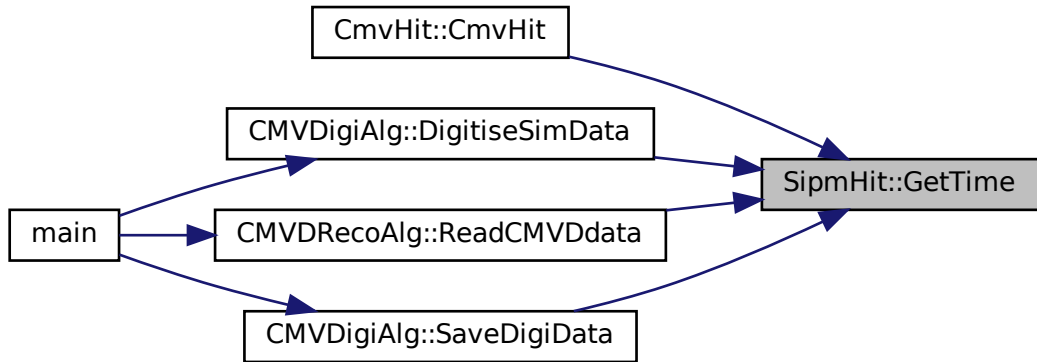 CmvHit::CmvHit
CMVDigiAlg::DigitiseSimData
SipmHit::GetTime
main
CMVDRecoAlg::ReadCMVDdata
CMVDigiAlg::SaveDigiData